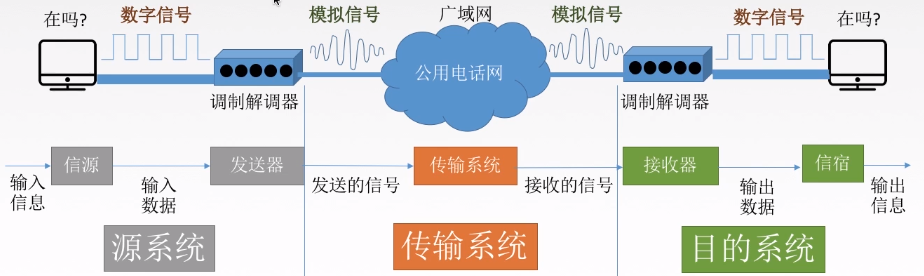 在吗?
数字信号
模拟信号
广域网
模拟信号
数字信号
在吗?
公用电话网
调制解调器
调制解调器
信源
发送器
传输系统
接收器
信宿
输入
信息
输入
数据
发送的信号
接收的信号
输出
数据
输出
信息
源系统
传输系统
目的系统